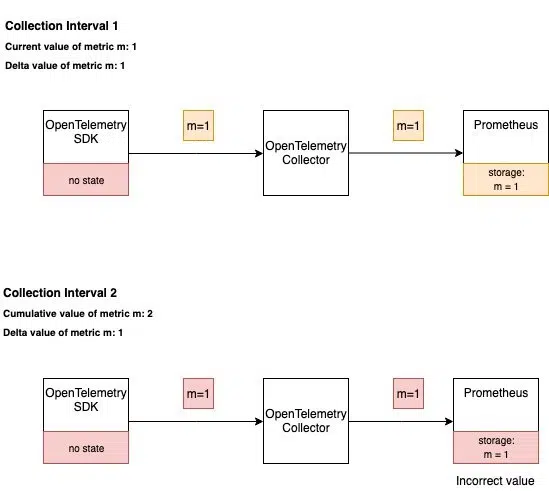 Collection Interval 1
Current value of metric m: 1
Delta value of metric m: 1
OpenTelemetry
SDK
no state
m=1
OpenTelemetry
Collector
m=1
Prometheus
storage:
m = 1
Collection Interval 2
Cumulative value of metric m: 2
Delta value of metric m: 1
OpenTelemetry
SDK
no state
m=1
OpenTelemetry
Collector
m=1
Prometheus
storage:
m = 1
Incorrect value